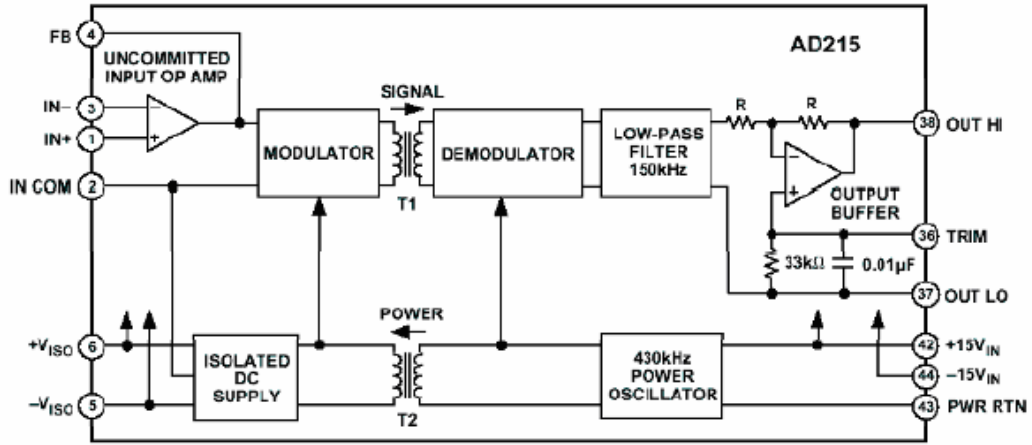 AD215
FB
4
UNCOMMITTED
INPUT OP AMP
IN−
3
−
IN+
1
+
IN COM
2
MODULATOR
SIGNAL
T1
DEMODULATOR
LOW-PASS
FILTER
150kHz
R
R
−
+
OUTPUT
BUFFER
38
OUT HI
36
TRIM
33kΩ
0.01µF
37
OUT LO
+VISO
6
−VISO
5
ISOLATED
DC
SUPPLY
POWER
T2
430kHz
POWER
OSCILLATOR
42
+15VIN
44
−15VIN
43
PWR RTN